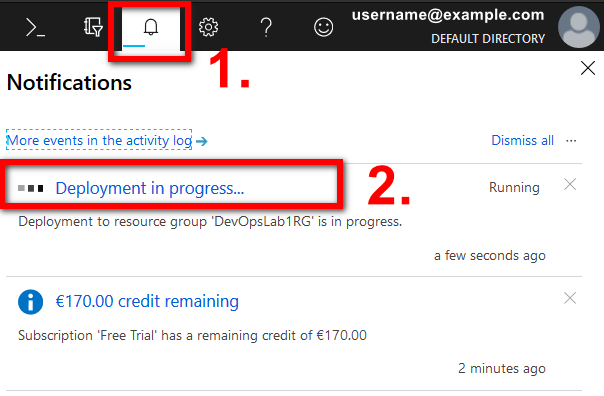 username@example.com
DEFAULT DIRECTORY
1.
Notifications
More events in the activity log →
Dismiss all ...
Deployment in progress...
Running
2.
Deployment to resource group 'DevOpsLab1RG' is in progress.
a few seconds ago
€170.00 credit remaining
Subscription 'Free Trial' has a remaining credit of €170.00
2 minutes ago